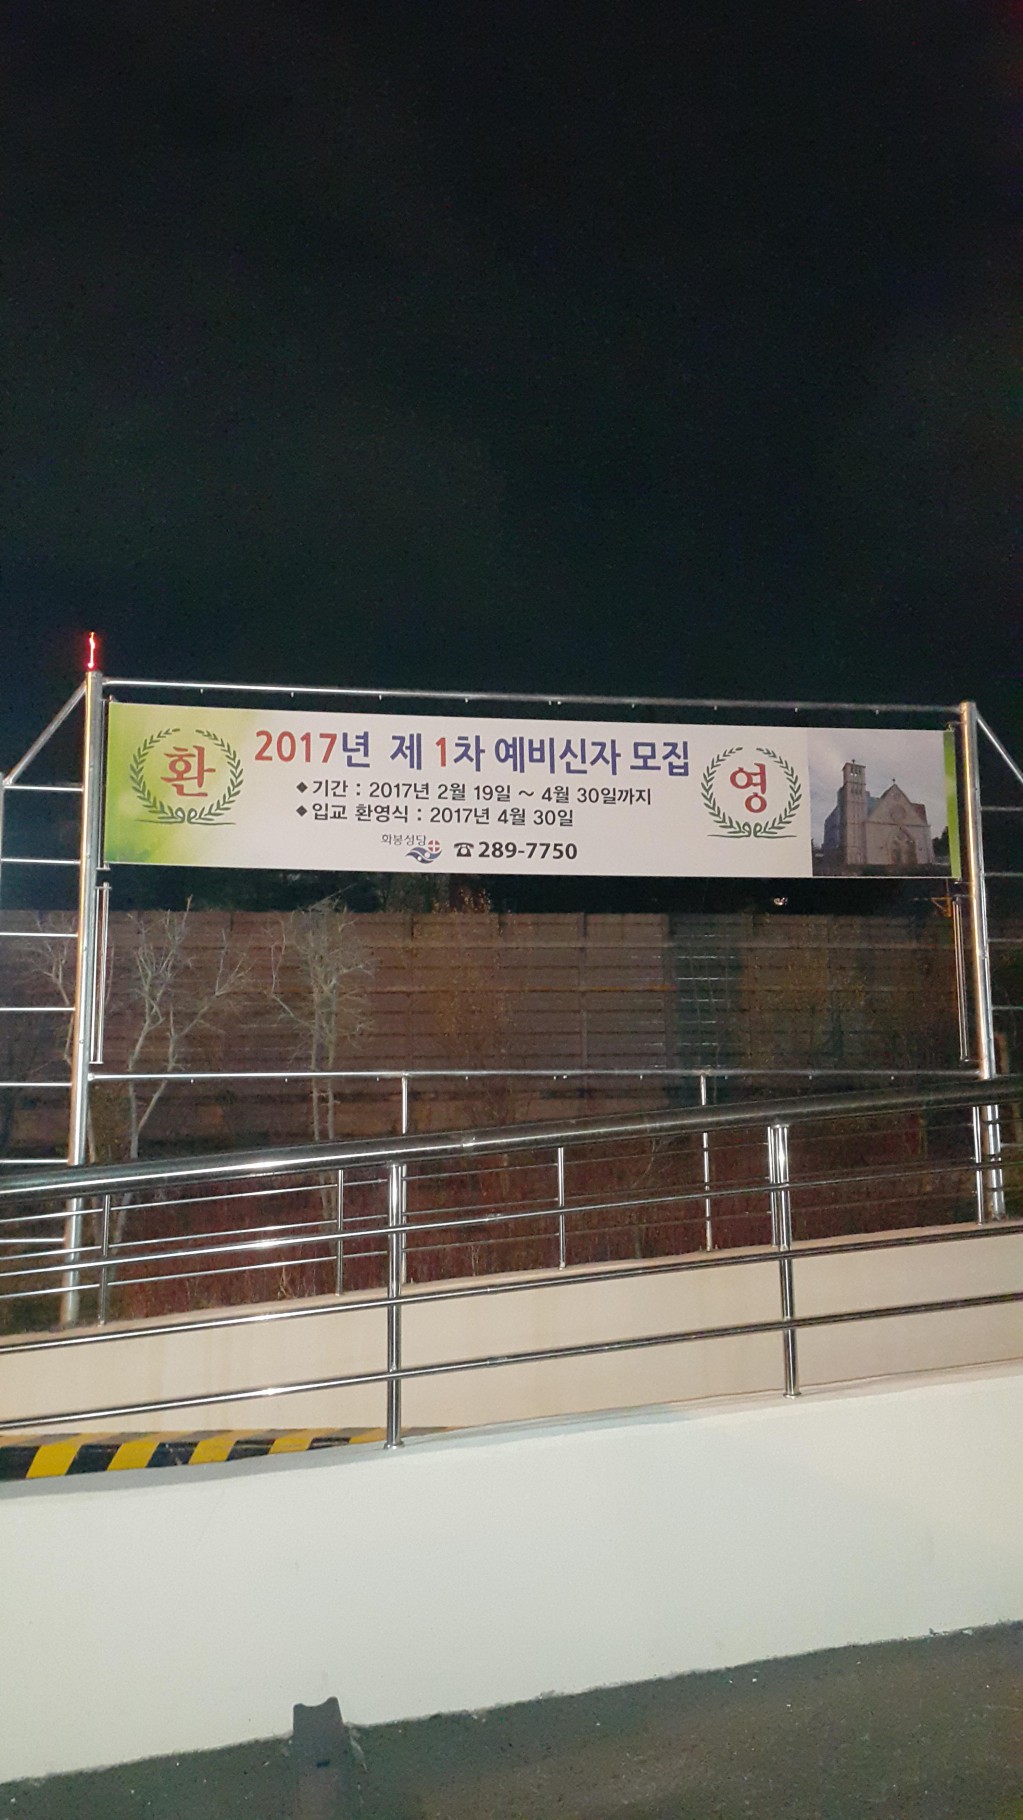 환 영
2017년 제 1차 예비신자 모집
◆기간 : 2017년 2월 19일 ~ 4월 30일까지
◆입교 환영식 : 2017년 4월 30일
화봉성당 ☎289-7750